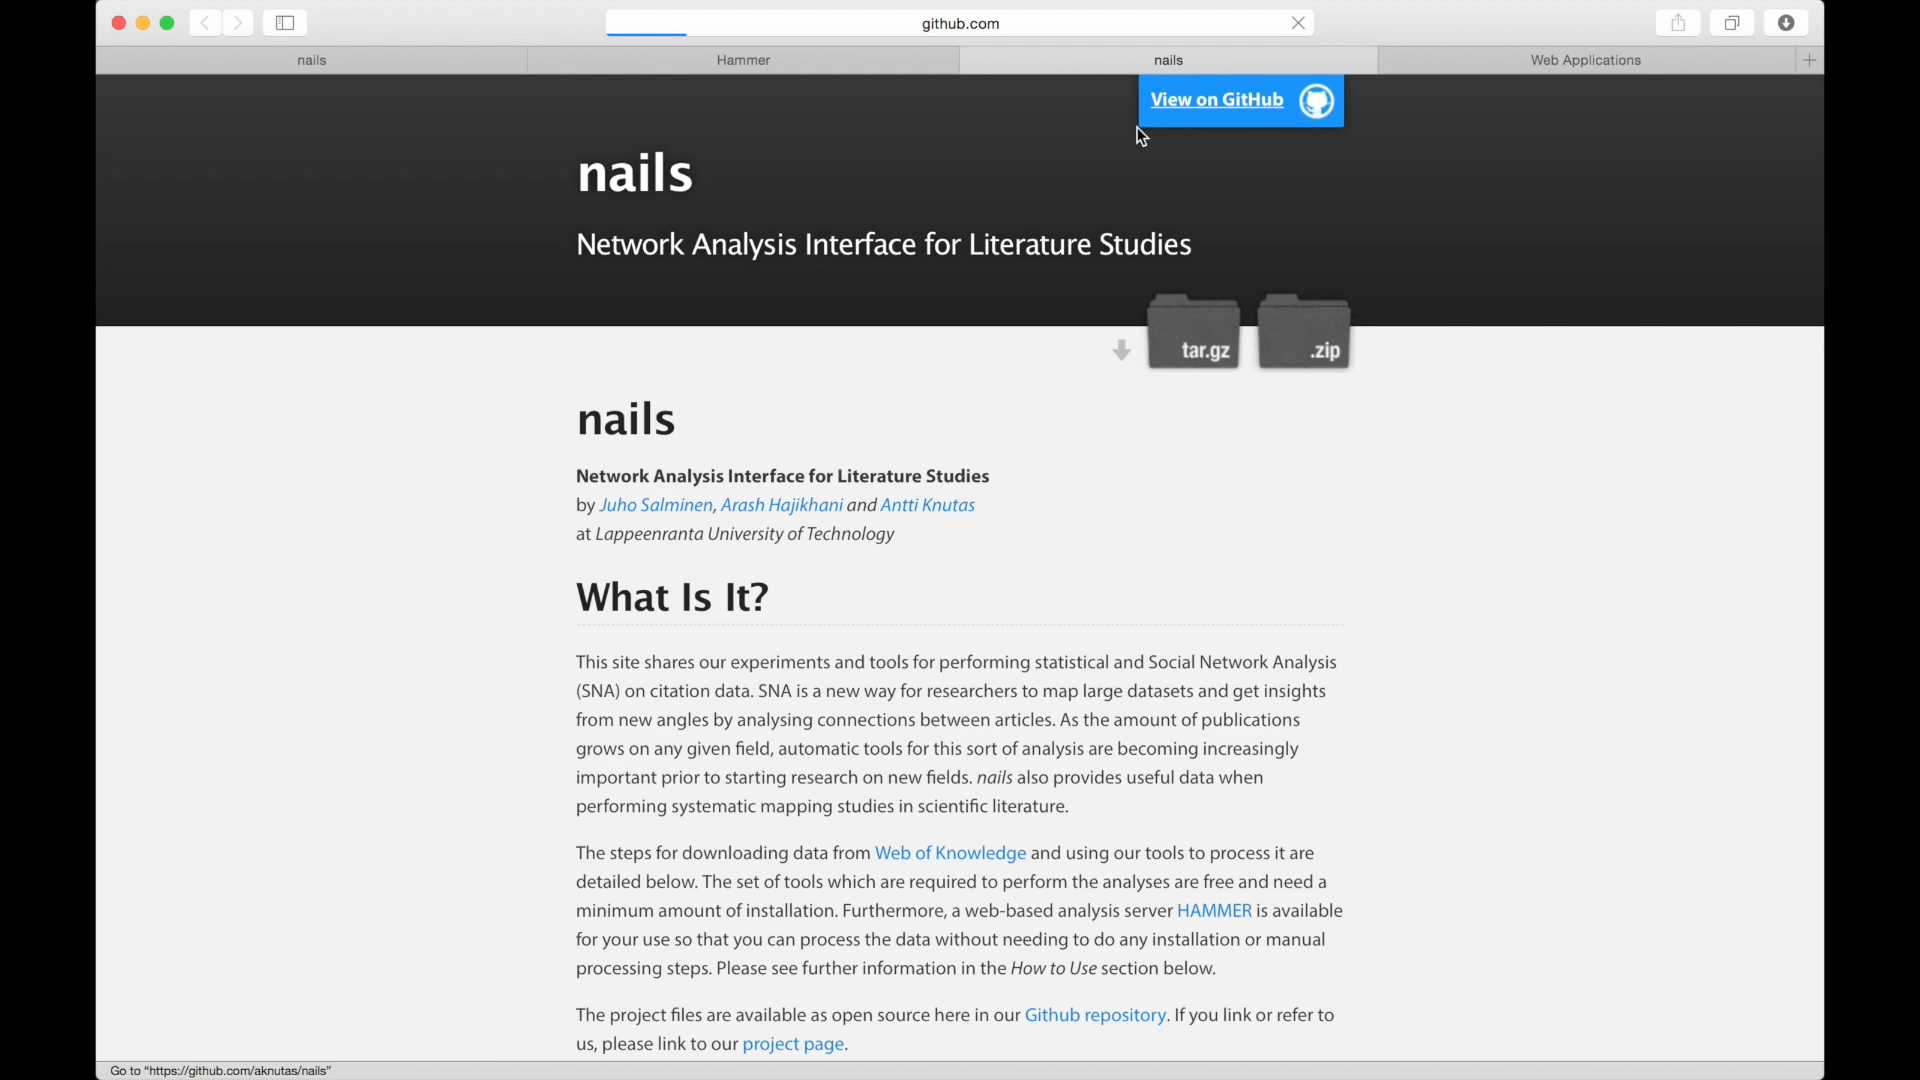 github.com
nails
Hammer
nails
Web Applications
View on GitHub
nails
Network Analysis Interface for Literature Studies
tar.gz
.zip
nails
Network Analysis Interface for Literature Studies
by Juho Salminen, Arash Hajikhani and Antti Knutas
at Lappeenranta University of Technology
What Is It?
This site shares our experiments and tools for performing statistical and Social Network Analysis
(SNA) on citation data. SNA is a new way for researchers to map large datasets and get insights
from new angles by analysing connections between articles. As the amount of publications
grows on any given field, automatic tools for this sort of analysis are becoming increasingly
important prior to starting research on new fields. nails also provides useful data when
performing systematic mapping studies in scientific literature.
The steps for downloading data from Web of Knowledge and using our tools to process it are
detailed below. The set of tools which are required to perform the analyses are free and need a
minimum amount of installation. Furthermore, a web-based analysis server HAMMER is available
for your use so that you can process the data without needing to do any installation or manual
processing steps. Please see further information in the How to Use section below.
The project files are available as open source here in our Github repository. If you link or refer to
us, please link to our project page.
Go to “https://github.com/aknutas/nails”